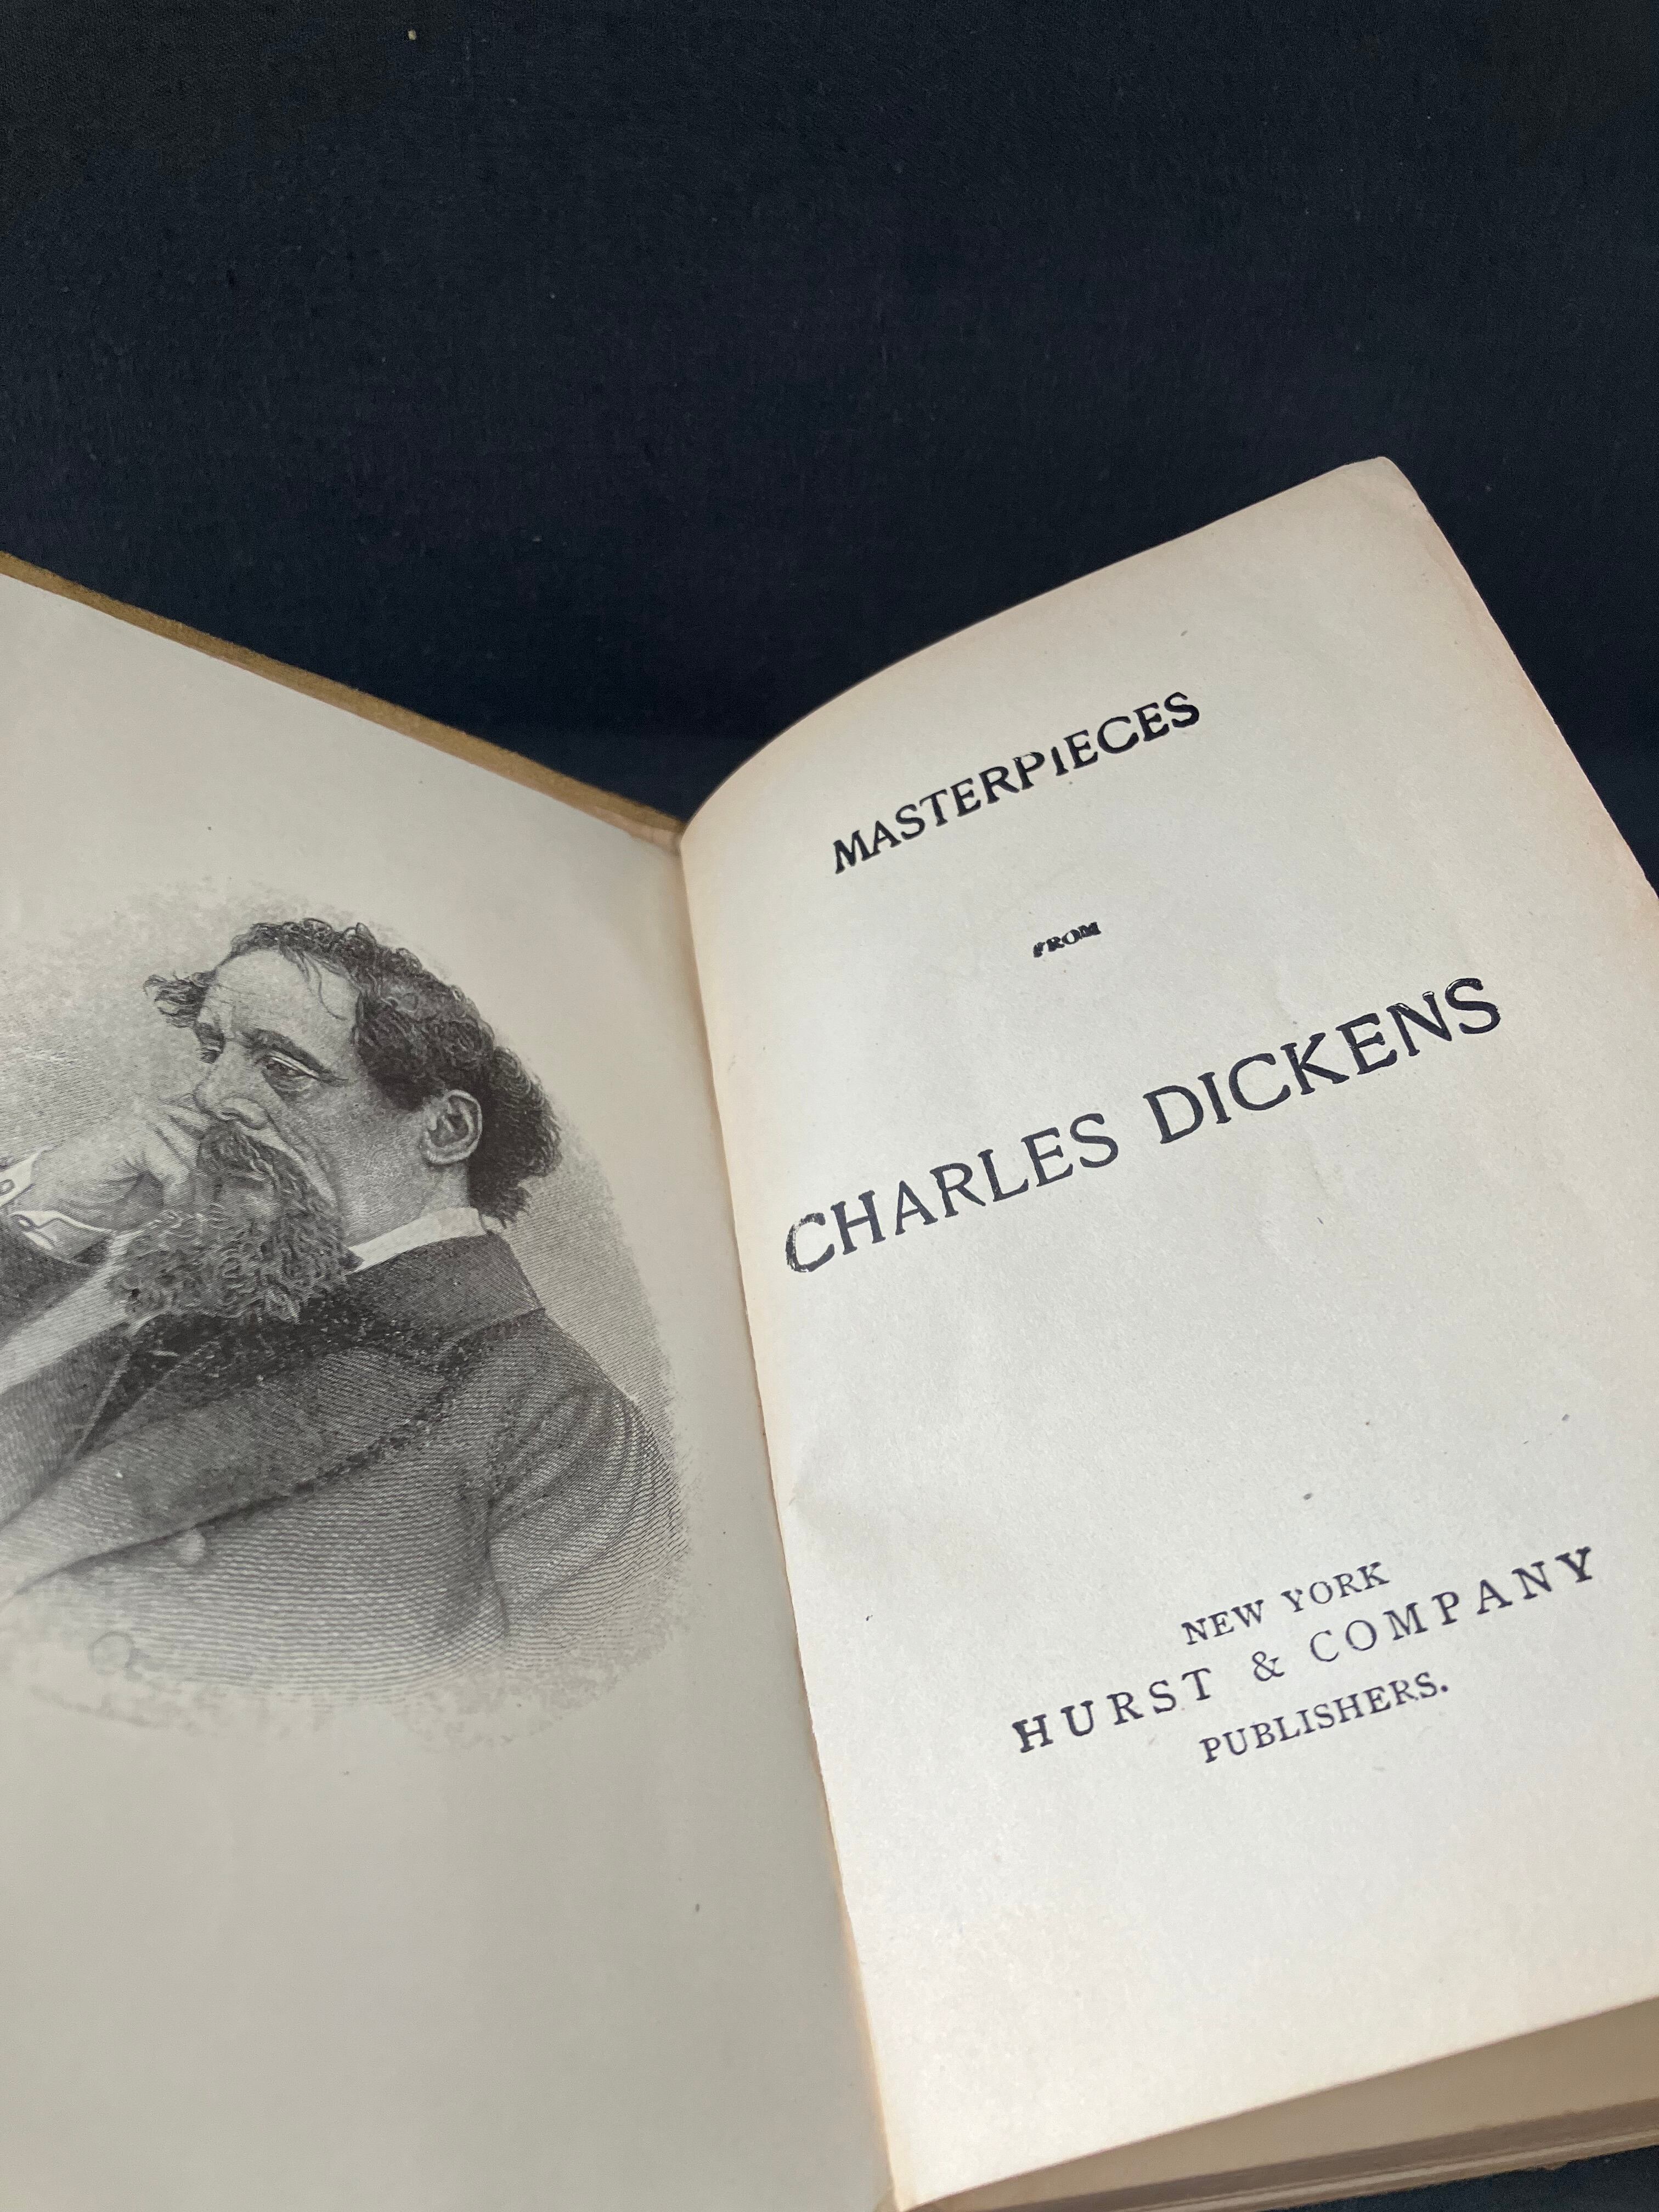 MASTERPIECES
FROM
CHARLES DICKENS
NEW YORK
HURST & COMPANY
PUBLISHERS.